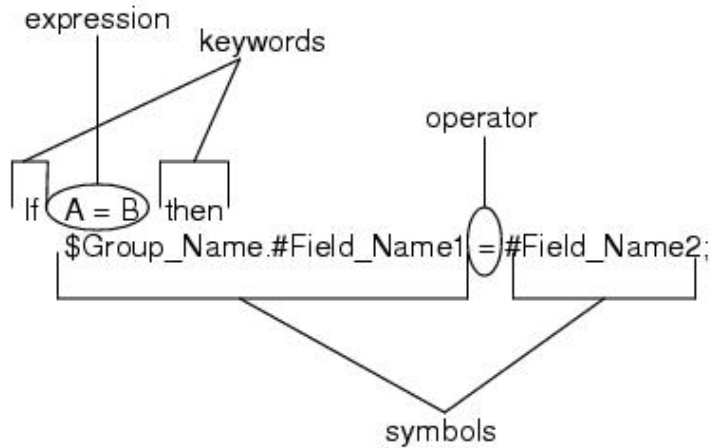 expression
keywords
operator
If A = B then
$Group_Name.#Field_Name1 = #Field_Name2;
symbols